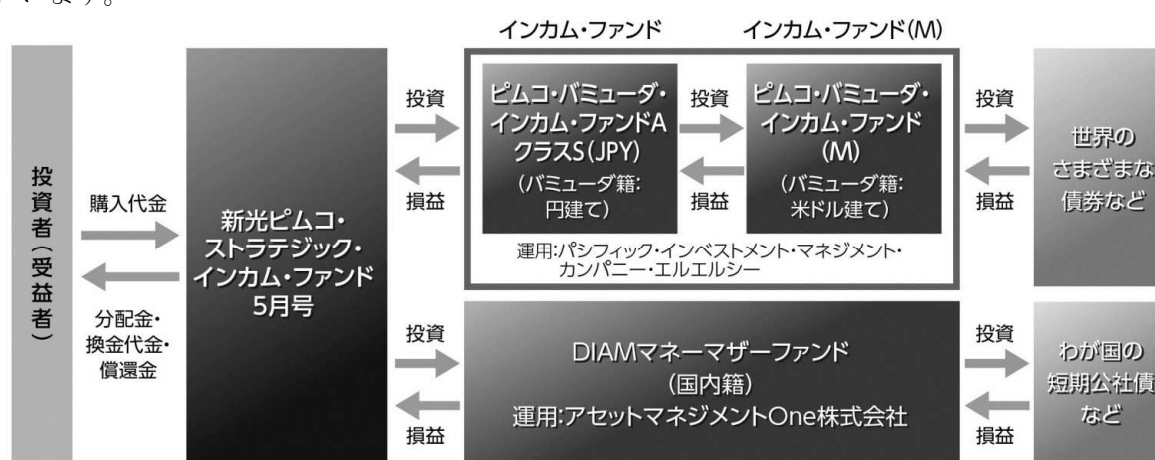 います。
インカム・ファンド
インカム・ファンド(M)
投資者(受益者)
購入代金
分配金・
換金代金・
償還金
新光ピムコ・
ストラテジック・
インカム・ファンド
5月号
投資
損益
ピムコ・バミューダ・
インカム・ファンドA
クラスS(JPY)
(バミューダ籍:
円建て)
投資
損益
ピムコ・バミューダ・
インカム・ファンド
(M)
(バミューダ籍:
米ドル建て)
運用:パシフィック・インベストメント・マネジメント・
カンパニー・エルエルシー
投資
損益
世界の
さまざまな
債券など
投資
損益
DIAMマネーマザーファンド
(国内籍)
運用:アセットマネジメントOne株式会社
投資
損益
わが国の
短期公社債
など